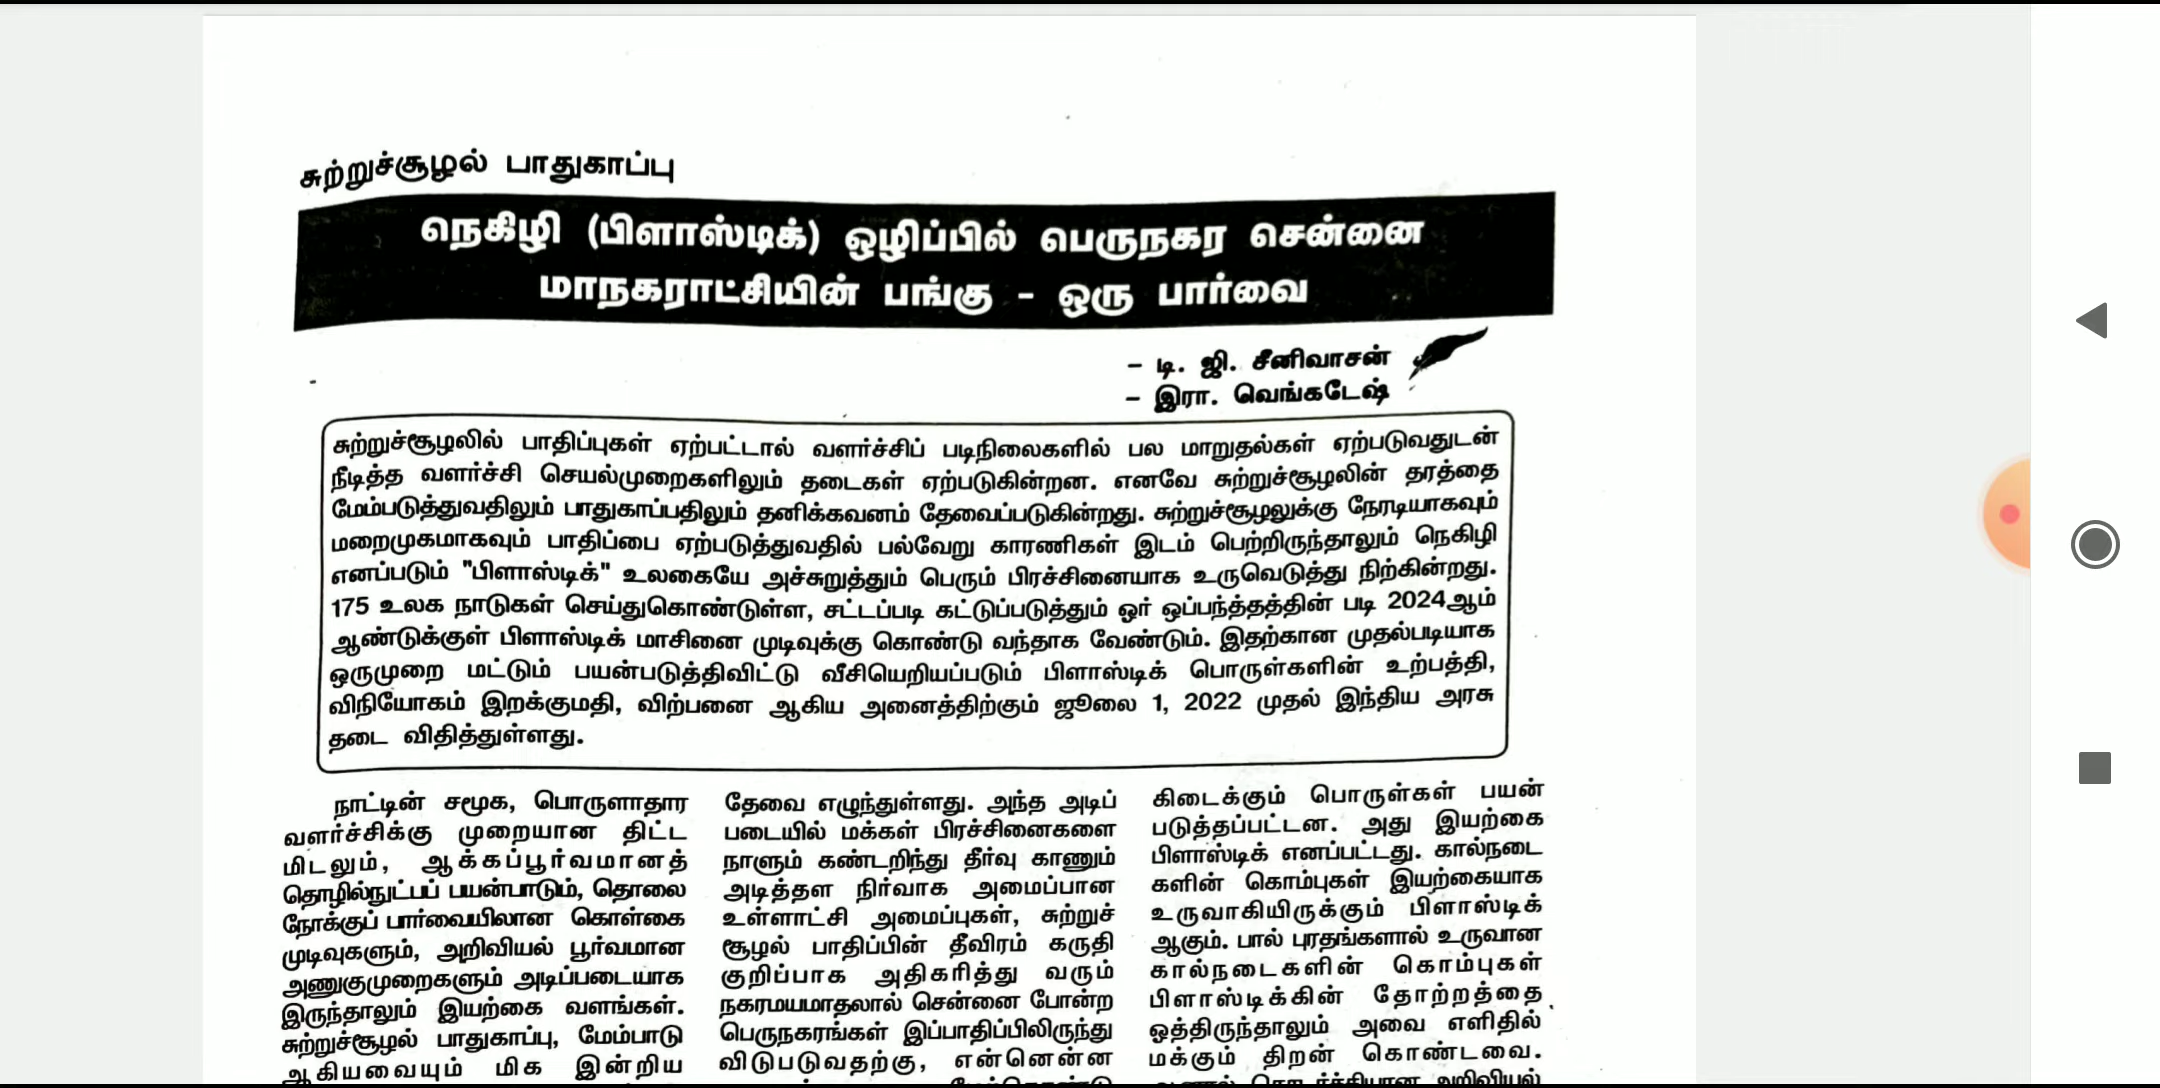 சுற்றுச்சூழல் பாதுகாப்பு
நெகிழி (பிளாஸ்டிக்) ஒழிப்பில் பெருநகர சென்னை
மாநகராட்சியின் பங்கு - ஒரு பார்வை
– டி. ஜி. சீனிவாசன்
– இரா. வெங்கடேஷ்
சுற்றுச்சூழலில் பாதிப்புகள் ஏற்பட்டால் வளர்ச்சிப் படிநிலைகளில் பல மாறுதல்கள் ஏற்படுவதுடன்
நீடித்த வளர்ச்சி செயல்முறைகளிலும் தடைகள் ஏற்படுகின்றன. எனவே சுற்றுச்சூழலின் தரத்தை
மேம்படுத்துவதிலும் பாதுகாப்பதிலும் தனிக்கவனம் தேவைப்படுகின்றது. சுற்றுச்சூழலுக்கு நேரடியாகவும்
மறைமுகமாகவும் பாதிப்பை ஏற்படுத்துவதில் பல்வேறு காரணிகள் இடம் பெற்றிருந்தாலும் நெகிழி
எனப்படும் "பிளாஸ்டிக்" உலகையே அச்சுறுத்தும் பெரும் பிரச்சினையாக உருவெடுத்து நிற்கின்றது.
175 உலக நாடுகள் செய்துகொண்டுள்ள, சட்டப்படி கட்டுப்படுத்தும் ஓர் ஒப்பந்த்தத்தின் படி 2024ஆம்
ஆண்டுக்குள் பிளாஸ்டிக் மாசினை முடிவுக்கு கொண்டு வந்தாக வேண்டும். இதற்கான முதல்படியாக
ஒருமுறை மட்டும் பயன்படுத்திவிட்டு வீசியெறியப்படும் பிளாஸ்டிக் பொருள்களின் உற்பத்தி,
விநியோகம் இறக்குமதி, விற்பனை ஆகிய அனைத்திற்கும் ஜூலை 1, 2022 முதல் இந்திய அரசு
தடை விதித்துள்ளது.
நாட்டின் சமூக, பொருளாதார
வளர்ச்சிக்கு முறையான திட்ட
மிடலும், ஆக்கப்பூர்வமானத்
தொழில்நுட்பப் பயன்பாடும், தொலை
நோக்குப் பார்வையிலான கொள்கை
முடிவுகளும், அறிவியல் பூர்வமான
அணுகுமுறைகளும் அடிப்படையாக
இருந்தாலும் இயற்கை வளங்கள்.
சுற்றுச்சூழல் பாதுகாப்பு, மேம்பாடு
ஆகியவையும் மிக இன்றிய
தேவை எழுந்துள்ளது. அந்த அடிப்
படையில் மக்கள் பிரச்சினைகளை
நாளும் கண்டறிந்து தீர்வு காணும்
அடித்தள நிர்வாக அமைப்பான
உள்ளாட்சி அமைப்புகள், சுற்றுச்
சூழல் பாதிப்பின் தீவிரம் கருதி
குறிப்பாக அதிகரித்து வரும்
நகரமயமாதலால் சென்னை போன்ற
பெருநகரங்கள் இப்பாதிப்பிலிருந்து
விடுபடுவதற்கு, என்னென்ன
கிடைக்கும் பொருள்கள் பயன்
படுத்தப்பட்டன. அது இயற்கை
பிளாஸ்டிக் எனப்பட்டது. கால்நடை
களின் கொம்புகள் இயற்கையாக
உருவாகியிருக்கும் பிளாஸ்டிக்
ஆகும். பால் புரதங்களால் உருவான
கால்நடைகளின் கொம்புகள்
பிளாஸ்டிக்கின் தோற்றத்தை
ஒத்திருந்தாலும் அவை எளிதில்
மக்கும் திறன் கொண்டவை.